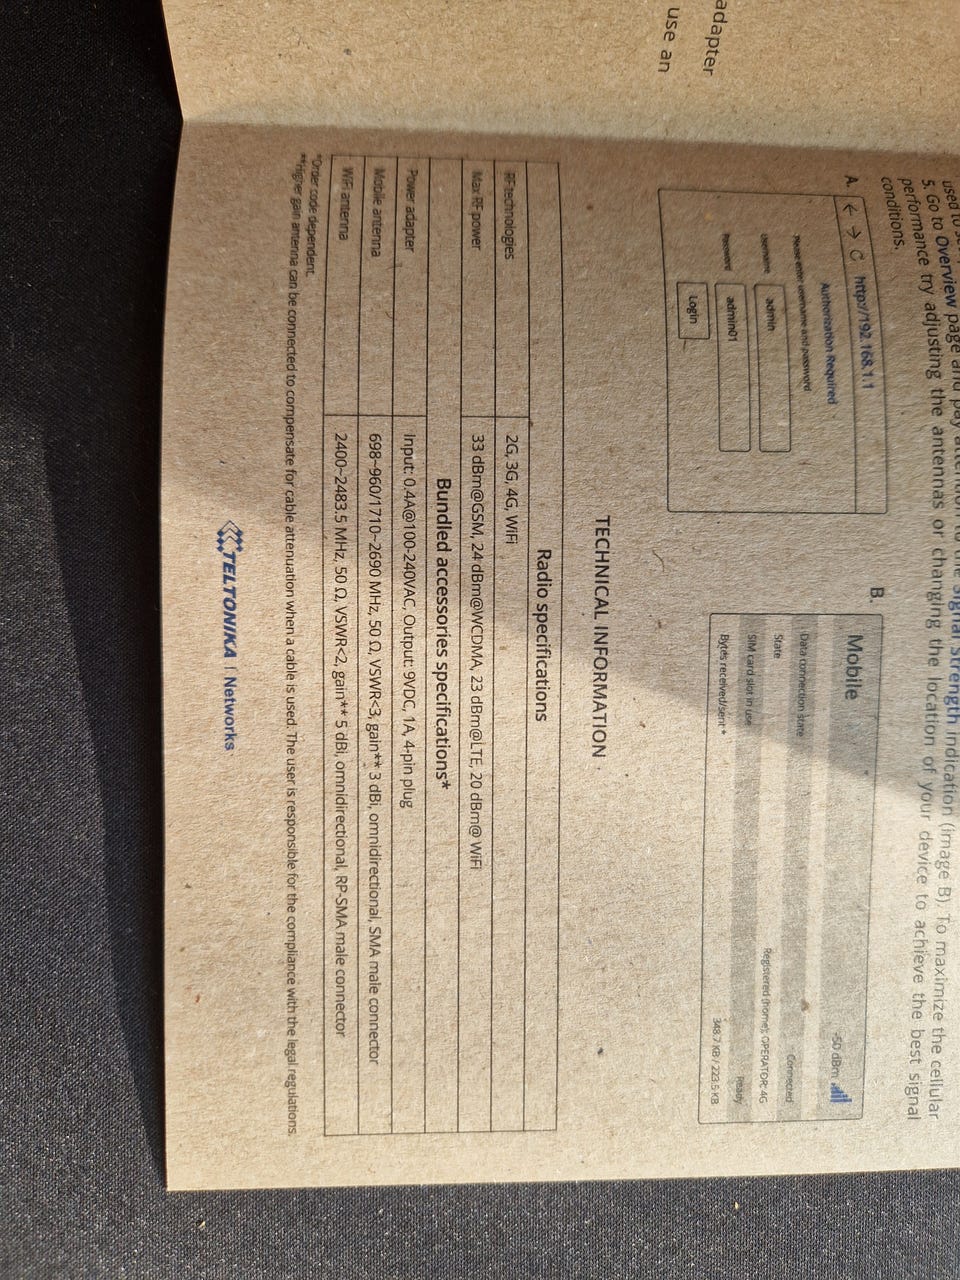 adapter
use an
used to
5. Go to Overview page and pay attention to the Signal Strength indication (image B). To maximize the cellular
performance try adjusting the antennas or changing the location of your device to achieve the best signal
conditions.
A.
http://192.168.1.1
Authorization Required
Please enter username and password
Username admin
Password admin01
Login
B.
Mobile -50 dBm
Data connection state Connected
State Registered (home); OPERATOR; 4G
SIM card slot in use Ready
Bytes received/sent* 348.7 KB / 223.5 KB
TECHNICAL INFORMATION
Radio specifications
RF technologies 2G, 3G, 4G, WiFi
Max RF power 33 dBm@GSM, 24 dBm@WCDMA, 23 dBm@LTE, 20 dBm@ WiFi
Bundled accessories specifications*
Power adapter Input: 0.4A@100-240VAC, Output: 9VDC, 1A, 4-pin plug
Mobile antenna 698~960/1710~2690 MHz, 50 Ω, VSWR<3, gain** 3 dBi, omnidirectional, SMA male connector
WiFi antenna 2400~2483.5 MHz, 50 Ω, VSWR<2, gain** 5 dBi, omnidirectional, RP-SMA male connector
*Order code dependent.
**Higher gain antenna can be connected to compensate for cable attenuation when a cable is used. The user is responsible for the compliance with the legal regulations.
TELTONIKA | Networks